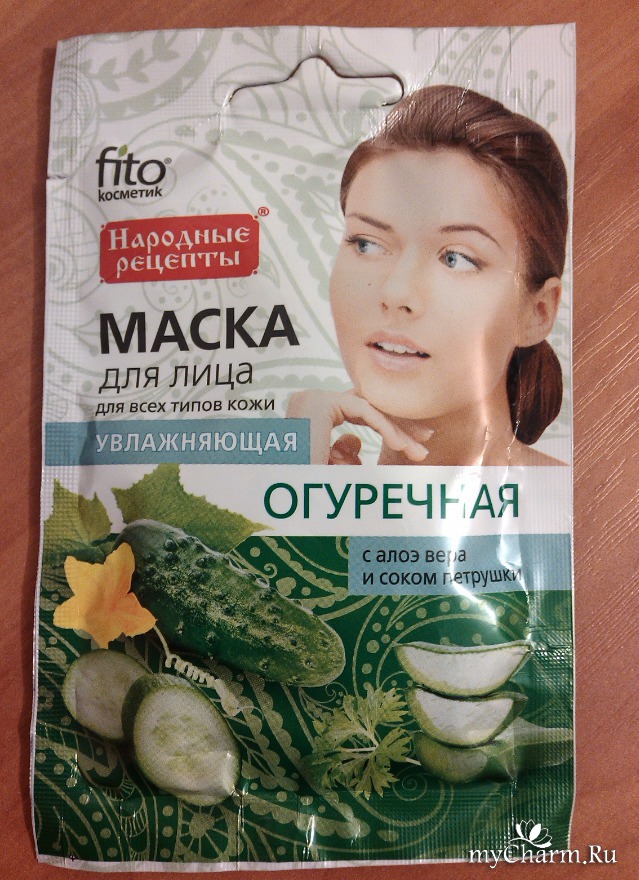 fito®
косметик
Народные
рецепты®
МАСКА
для лица
для всех типов кожи
УВЛАЖНЯЮЩАЯ
ОГУРЕЧНАЯ
с алоэ вера
и соком петрушки
myCharm.Ru